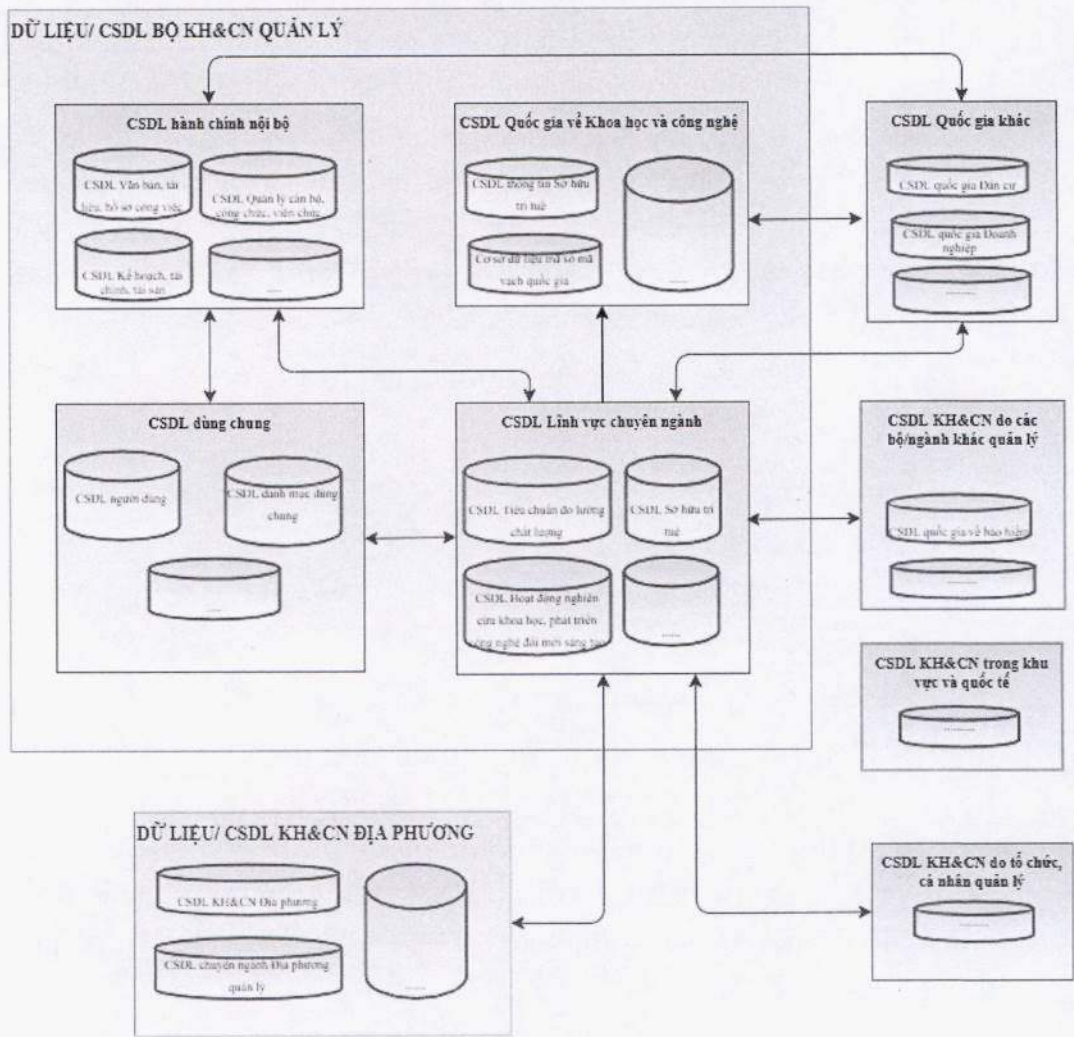 DỮ LIỆU/ CSDL BỘ KH&CN QUẢN LÝ
CSDL hành chính nội bộ
CSDL Văn bản, tài
liệu, hồ sơ công việc
CSDL Quản lý cán bộ,
công chức, viên chức
CSDL Kế hoạch, tài
chính, tài sản
......
CSDL Quốc gia về Khoa học và công nghệ
CSDL thông tin Sở hữu
trí tuệ
Cơ sở dữ liệu mã số mã
vạch quốc gia
......
CSDL Quốc gia khác
CSDL quốc gia Dân cư
CSDL quốc gia Doanh
nghiệp
..........
CSDL dùng chung
CSDL người dùng
CSDL danh mục dùng
chung
......
CSDL Lĩnh vực chuyên ngành
CSDL Tiêu chuẩn đo lường
chất lượng
CSDL Sở hữu trí
tuệ
CSDL Hoạt động nghiên
cứu khoa học, phát triển
công nghệ đổi mới sáng tạo
.......
CSDL KH&CN do các
bộ/ngành khác quản lý
CSDL quốc gia về bảo hiểm
..........
CSDL KH&CN trong khu
vực và quốc tế
..........
DỮ LIỆU/ CSDL KH&CN ĐỊA PHƯƠNG
CSDL KH&CN Địa phương
CSDL chuyên ngành Địa phương
quản lý
......
CSDL KH&CN do tổ chức,
cá nhân quản lý
..........